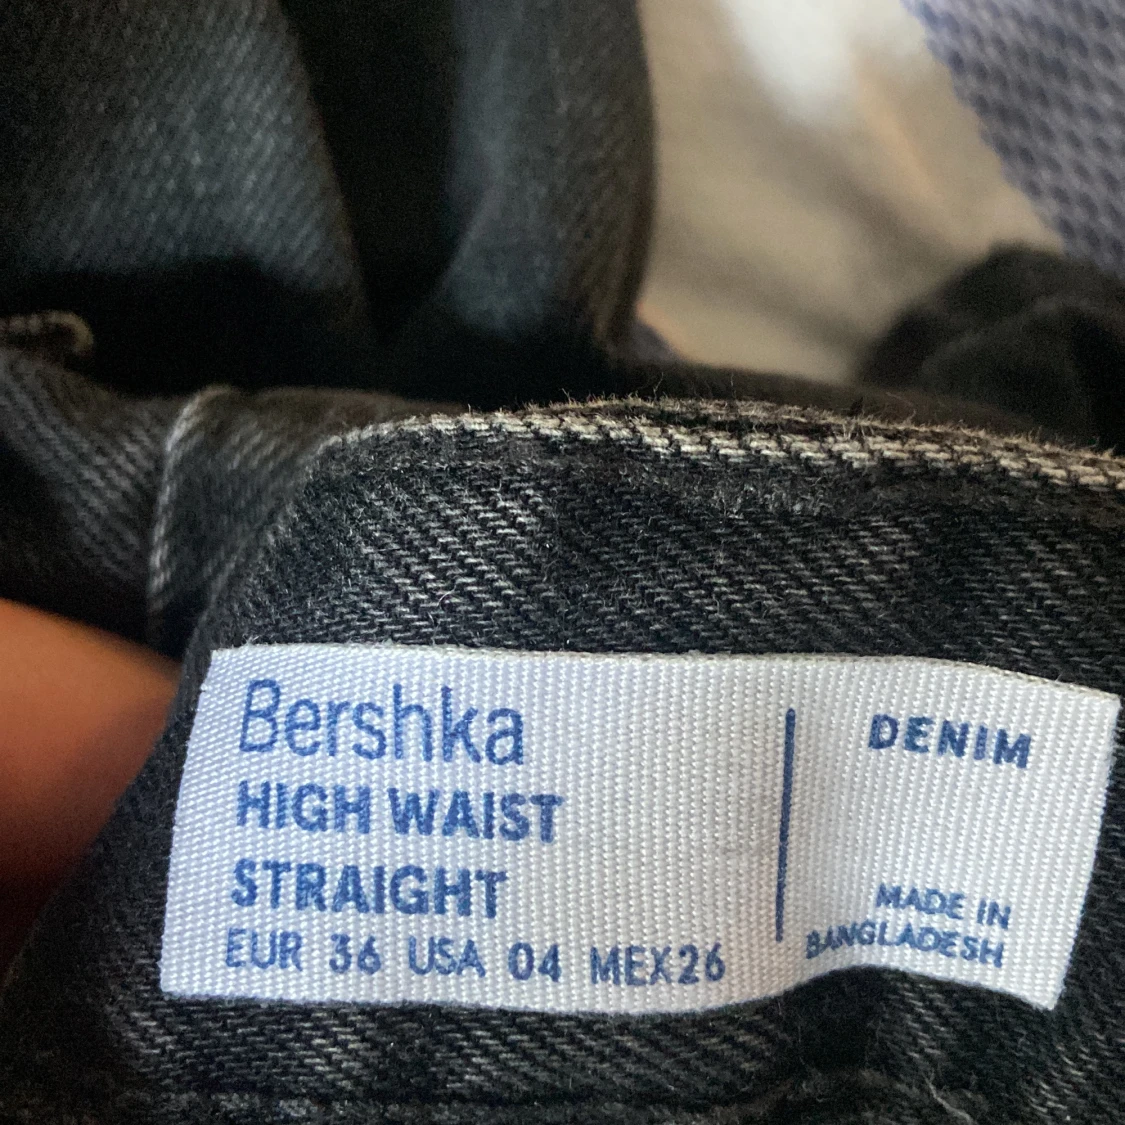 Bershka
HIGH WAIST
STRAIGHT
EUR 36 USA 04 MEX26
DENIM
MADE IN
BANGLADESH